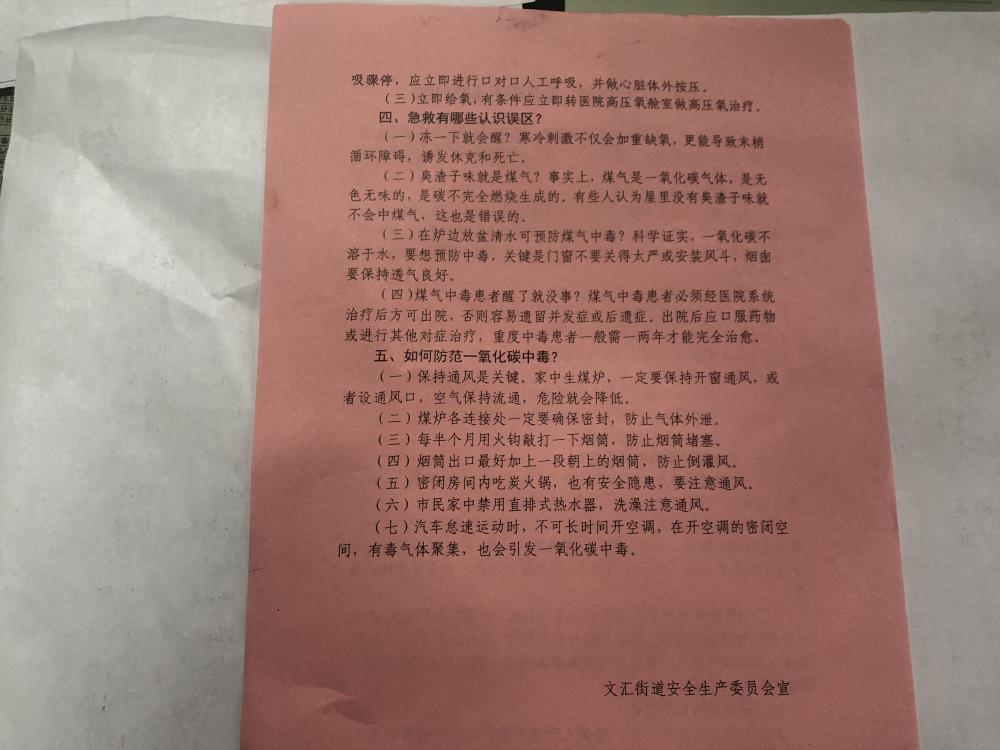 吸骤停，应立即进行口对口人工呼吸，并做心脏体外按压。
（三）立即给氧，有条件应立即转医院高压氧舱室做高压氧治疗。
四、急救有哪些认识误区？
（一）冻一下就会醒？寒冷刺激不仅会加重缺氧，更能导致末梢
循环障碍，诱发休克和死亡。
（二）臭渣子味就是煤气？事实上，煤气是一氧化碳气体，是无
色无味的，是碳不完全燃烧生成的。有些人认为屋里没有臭渣子味就
不会中煤气，这也是错误的。
（三）在炉边放盆清水可预防煤气中毒？科学证实，一氧化碳不
溶于水，要想预防中毒，关键是门窗不要关得太严或安装风斗，烟囱
要保持透气良好。
（四）煤气中毒患者醒了就没事？煤气中毒患者必须经医院系统
治疗后方可出院，否则容易遗留并发症或后遗症。出院后应口服药物
或进行其他对症治疗，重度中毒患者一般需一两年才能完全治愈。
五、如何防范一氧化碳中毒？
（一）保持通风是关键。家中生煤炉，一定要保持开窗通风，或
者设通风口，空气保持流通，危险就会降低。
（二）煤炉各连接处一定要确保密封，防止气体外泄。
（三）每半个月用火钩敲打一下烟筒，防止烟筒堵塞。
（四）烟筒出口最好加上一段朝上的烟筒，防止倒灌风。
（五）密闭房间内吃炭火锅，也有安全隐患，要注意通风。
（六）市民家中禁用直排式热水器，洗澡注意通风。
（七）汽车怠速运动时，不可长时间开空调，在开空调的密闭空
间，有毒气体聚集，也会引发一氧化碳中毒。
文汇街道安全生产委员会宣